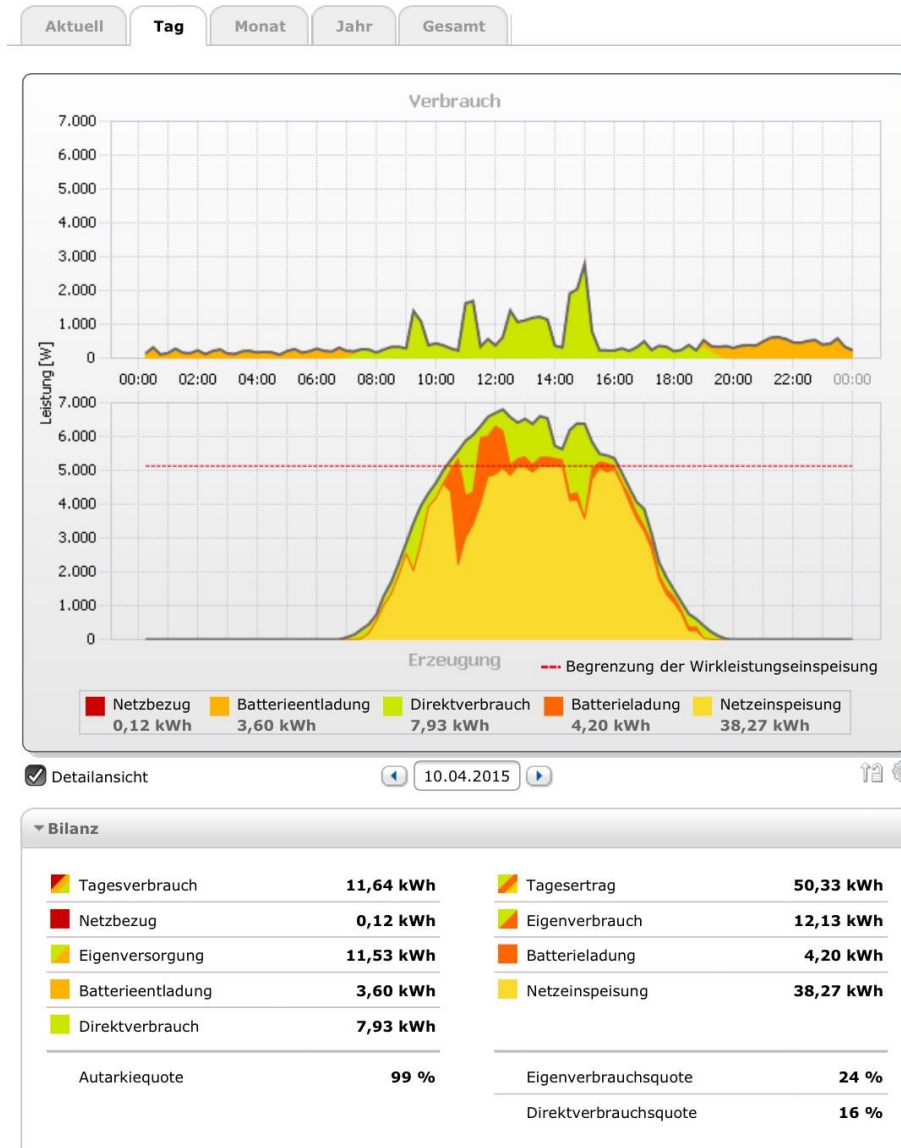 Aktuell Tag Monat Jahr Gesamt
Verbrauch
7.000
6.000
5.000
4.000
3.000
2.000
1.000
0
00:00 02:00 04:00 06:00 08:00 10:00 12:00 14:00 16:00 18:00 20:00 22:00 00:00
Leistung [W]
7.000
6.000
5.000
4.000
3.000
2.000
1.000
0
Erzeugung
Begrenzung der Wirkleistungseinspeisung
Netzbezug Batterieentladung Direktverbrauch Batterieladung Netzeinspeisung
0,12 kWh 3,60 kWh 7,93 kWh 4,20 kWh 38,27 kWh
Detailansicht 10.04.2015
Bilanz
Tagesverbrauch 11,64 kWh Tagesertrag 50,33 kWh
Netzbezug 0,12 kWh Eigenverbrauch 12,13 kWh
Eigenversorgung 11,53 kWh Batterieladung 4,20 kWh
Batterieentladung 3,60 kWh Netzeinspeisung 38,27 kWh
Direktverbrauch 7,93 kWh
Autarkiequote 99 % Eigenverbrauchsquote 24 %
Direktverbrauchsquote 16 %